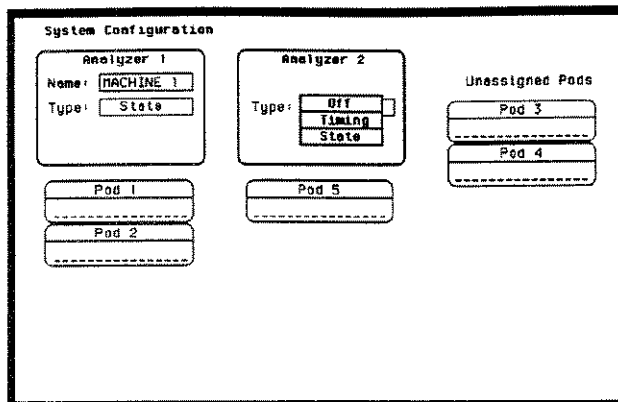 System Configuration
Analyzer 1
Name: MACHINE 1
Type: State
Analyzer 2
Type: Off
Timing
State
Unassigned Pods
Pod 3
Pod 4
Pod 1
Pod 2
Pod 5